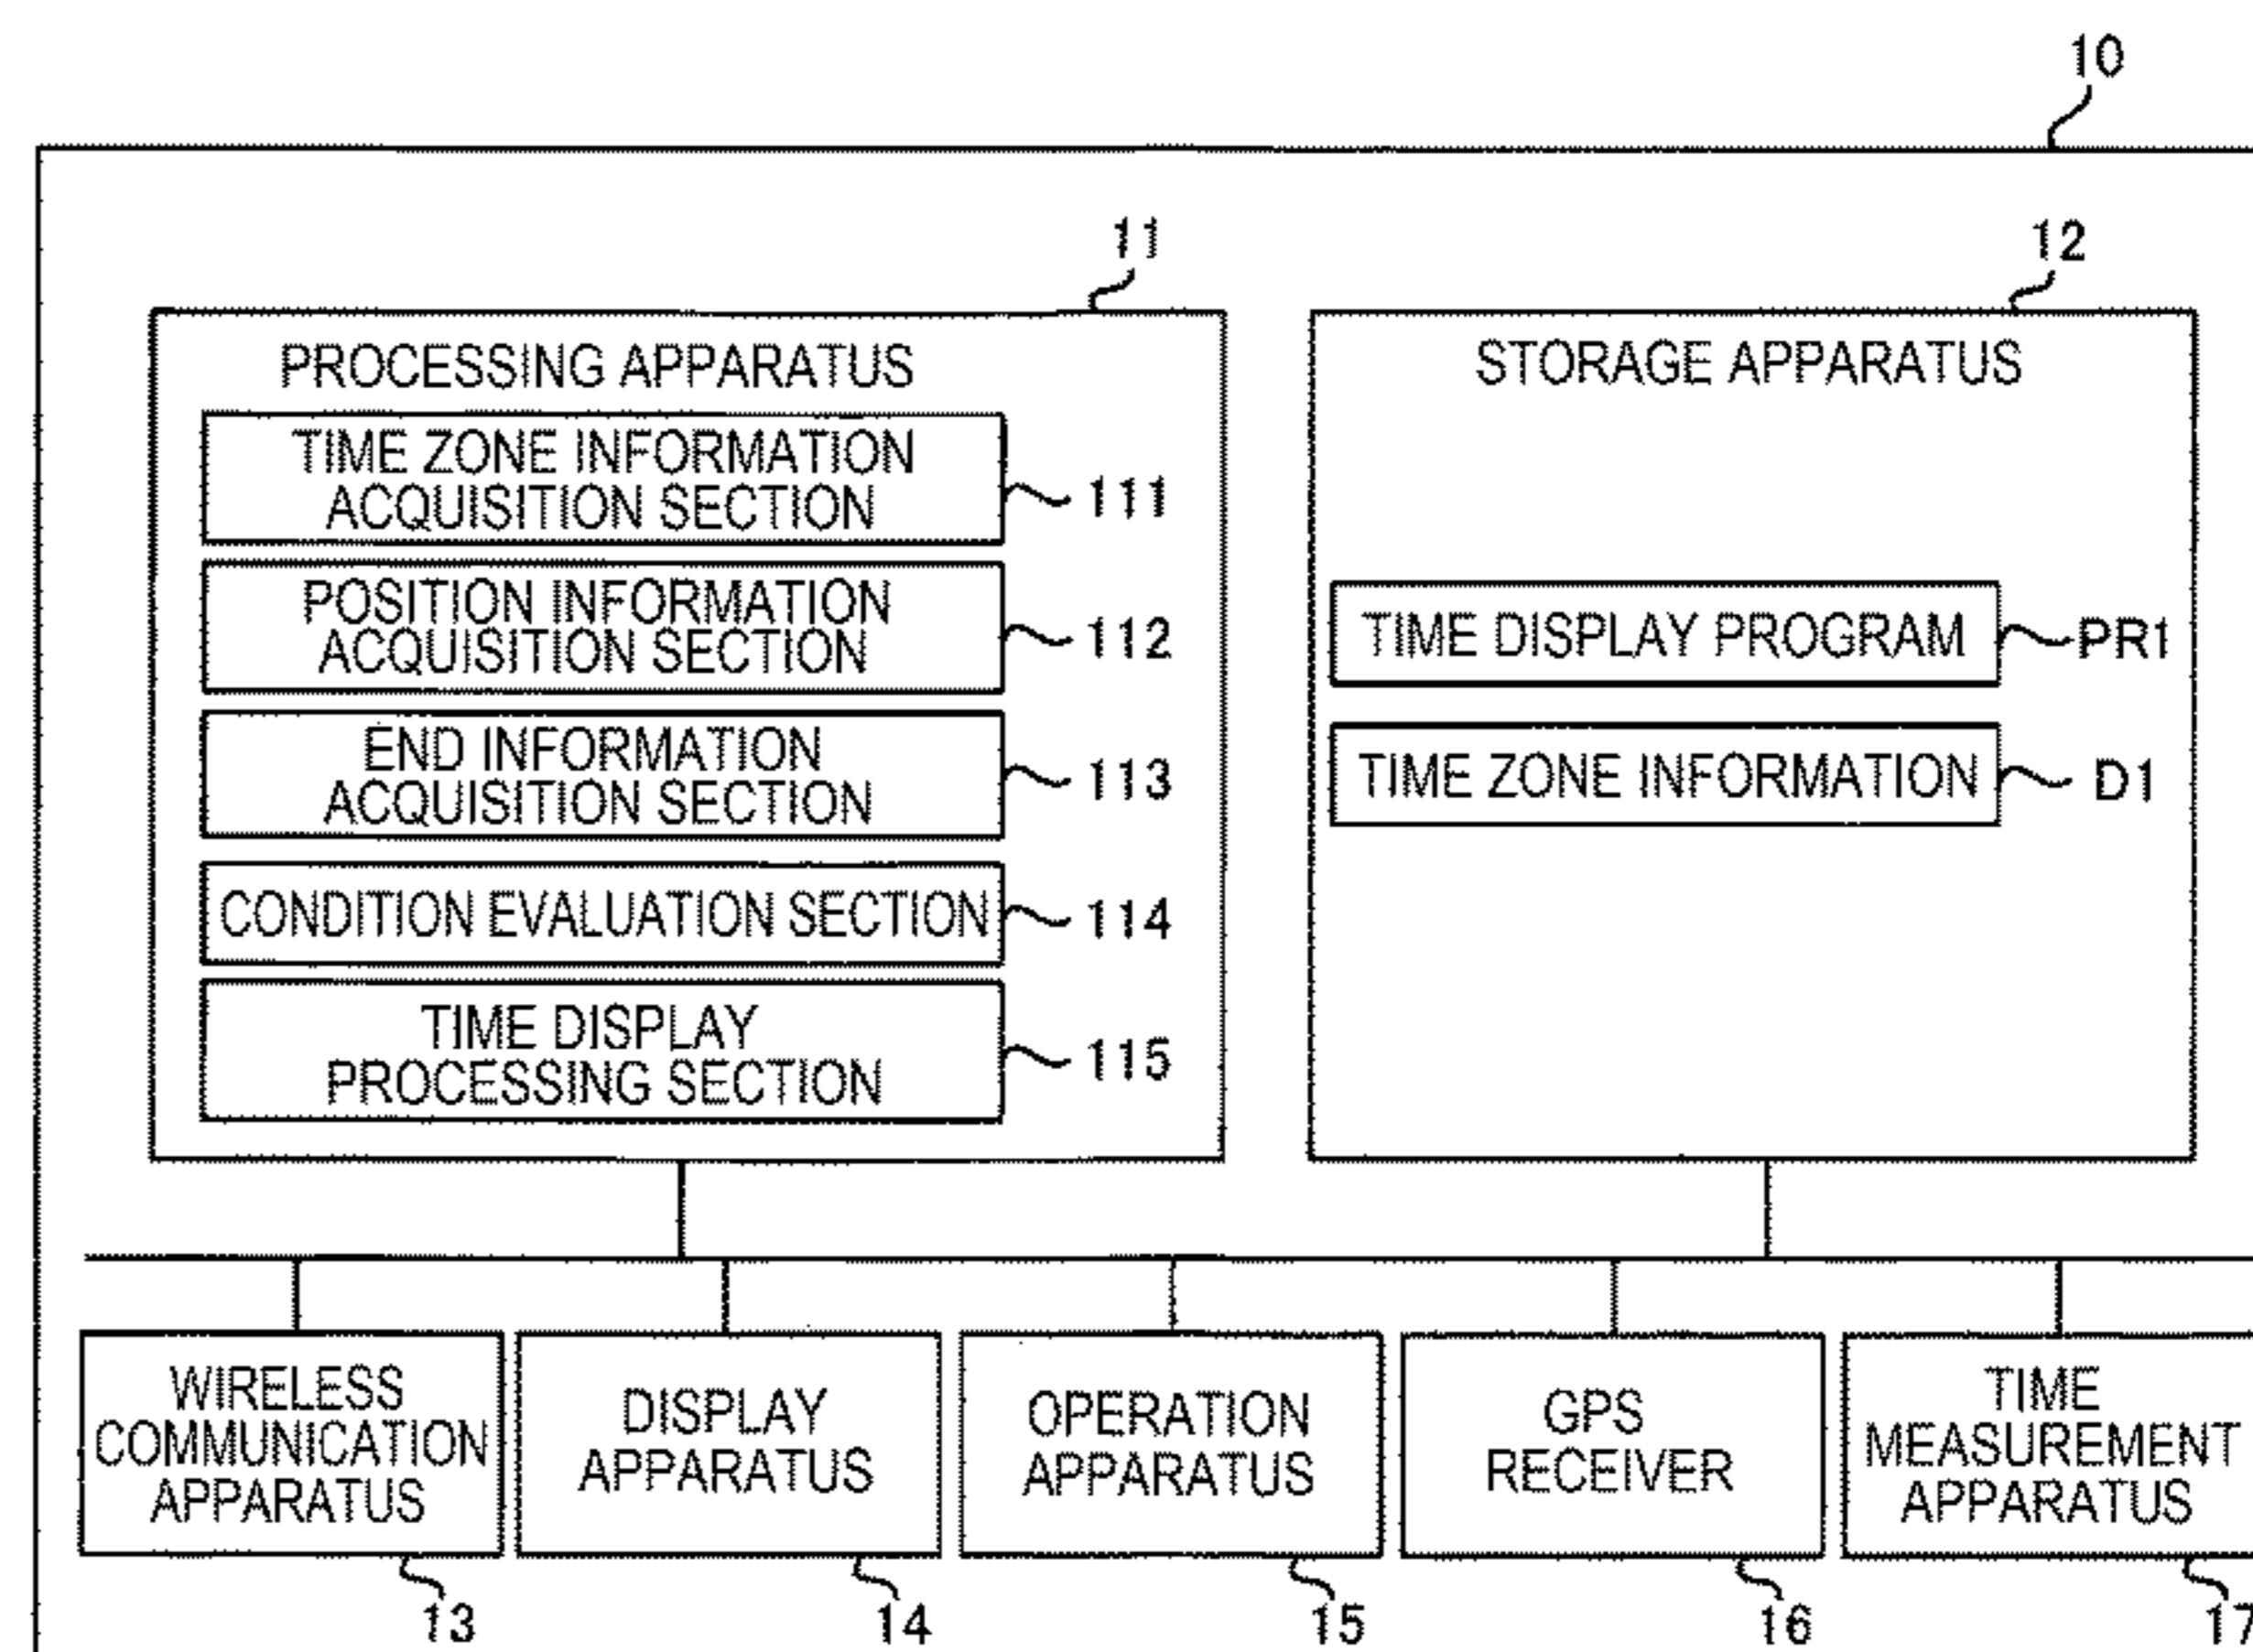 10
11
12
PROCESSING APPARATUS
TIME ZONE INFORMATION
ACQUISITION SECTION
111
POSITION INFORMATION
ACQUISITION SECTION
112
END INFORMATION
ACQUISITION SECTION
113
CONDITION EVALUATION SECTION
114
TIME DISPLAY
PROCESSING SECTION
115
STORAGE APPARATUS
TIME DISPLAY PROGRAM
PR1
TIME ZONE INFORMATION
D1
WIRELESS
COMMUNICATION
APPARATUS
13
DISPLAY
APPARATUS
14
OPERATION
APPARATUS
15
GPS
RECEIVER
16
TIME
MEASUREMENT
APPARATUS
17